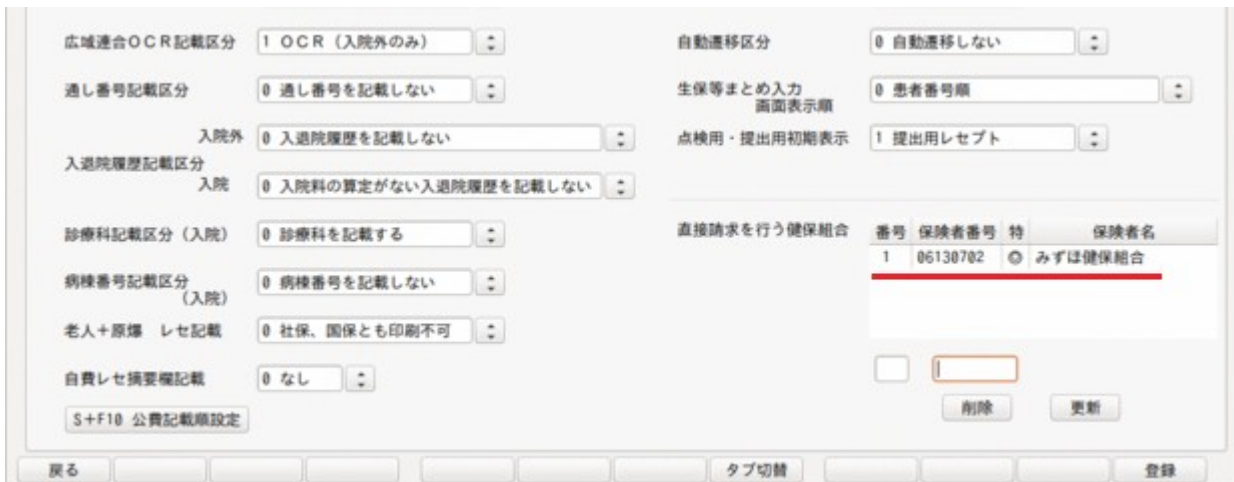 広域連合OCR記載区分
1 OCR（入院外のみ）
通し番号記載区分
0 通し番号を記載しない
入院外
0 入退院履歴を記載しない
入退院履歴記載区分
入院
0 入院料の算定がない入退院履歴を記載しない
診療科記載区分（入院）
0 診療科を記載する
病棟番号記載区分
（入院）
0 病棟番号を記載しない
老人＋原爆 レセ記載
0 社保、国保とも印刷不可
自費レセ摘要欄記載
0 なし
S+F10 公費記載順設定
自動遷移区分
0 自動遷移しない
生保等まとめ入力
画面表示順
0 患者番号順
点検用・提出用初期表示
1 提出用レセプト
直接請求を行う健保組合
番号 保険者番号 特 保険者名
1 06130702 ◎ みずほ健保組合
削除 更新
戻る タブ切替 登録